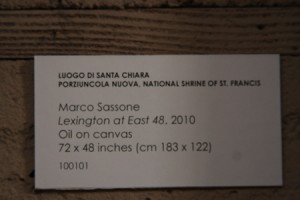 LUOGO DI SANTA CHIARA
PORZIUNCOLA NUOVA, NATIONAL SHRINE OF ST. FRANCIS
Marco Sassone
Lexington at East 48, 2010
Oil on canvas
72 x 48 inches (cm 183 x 122)
100101